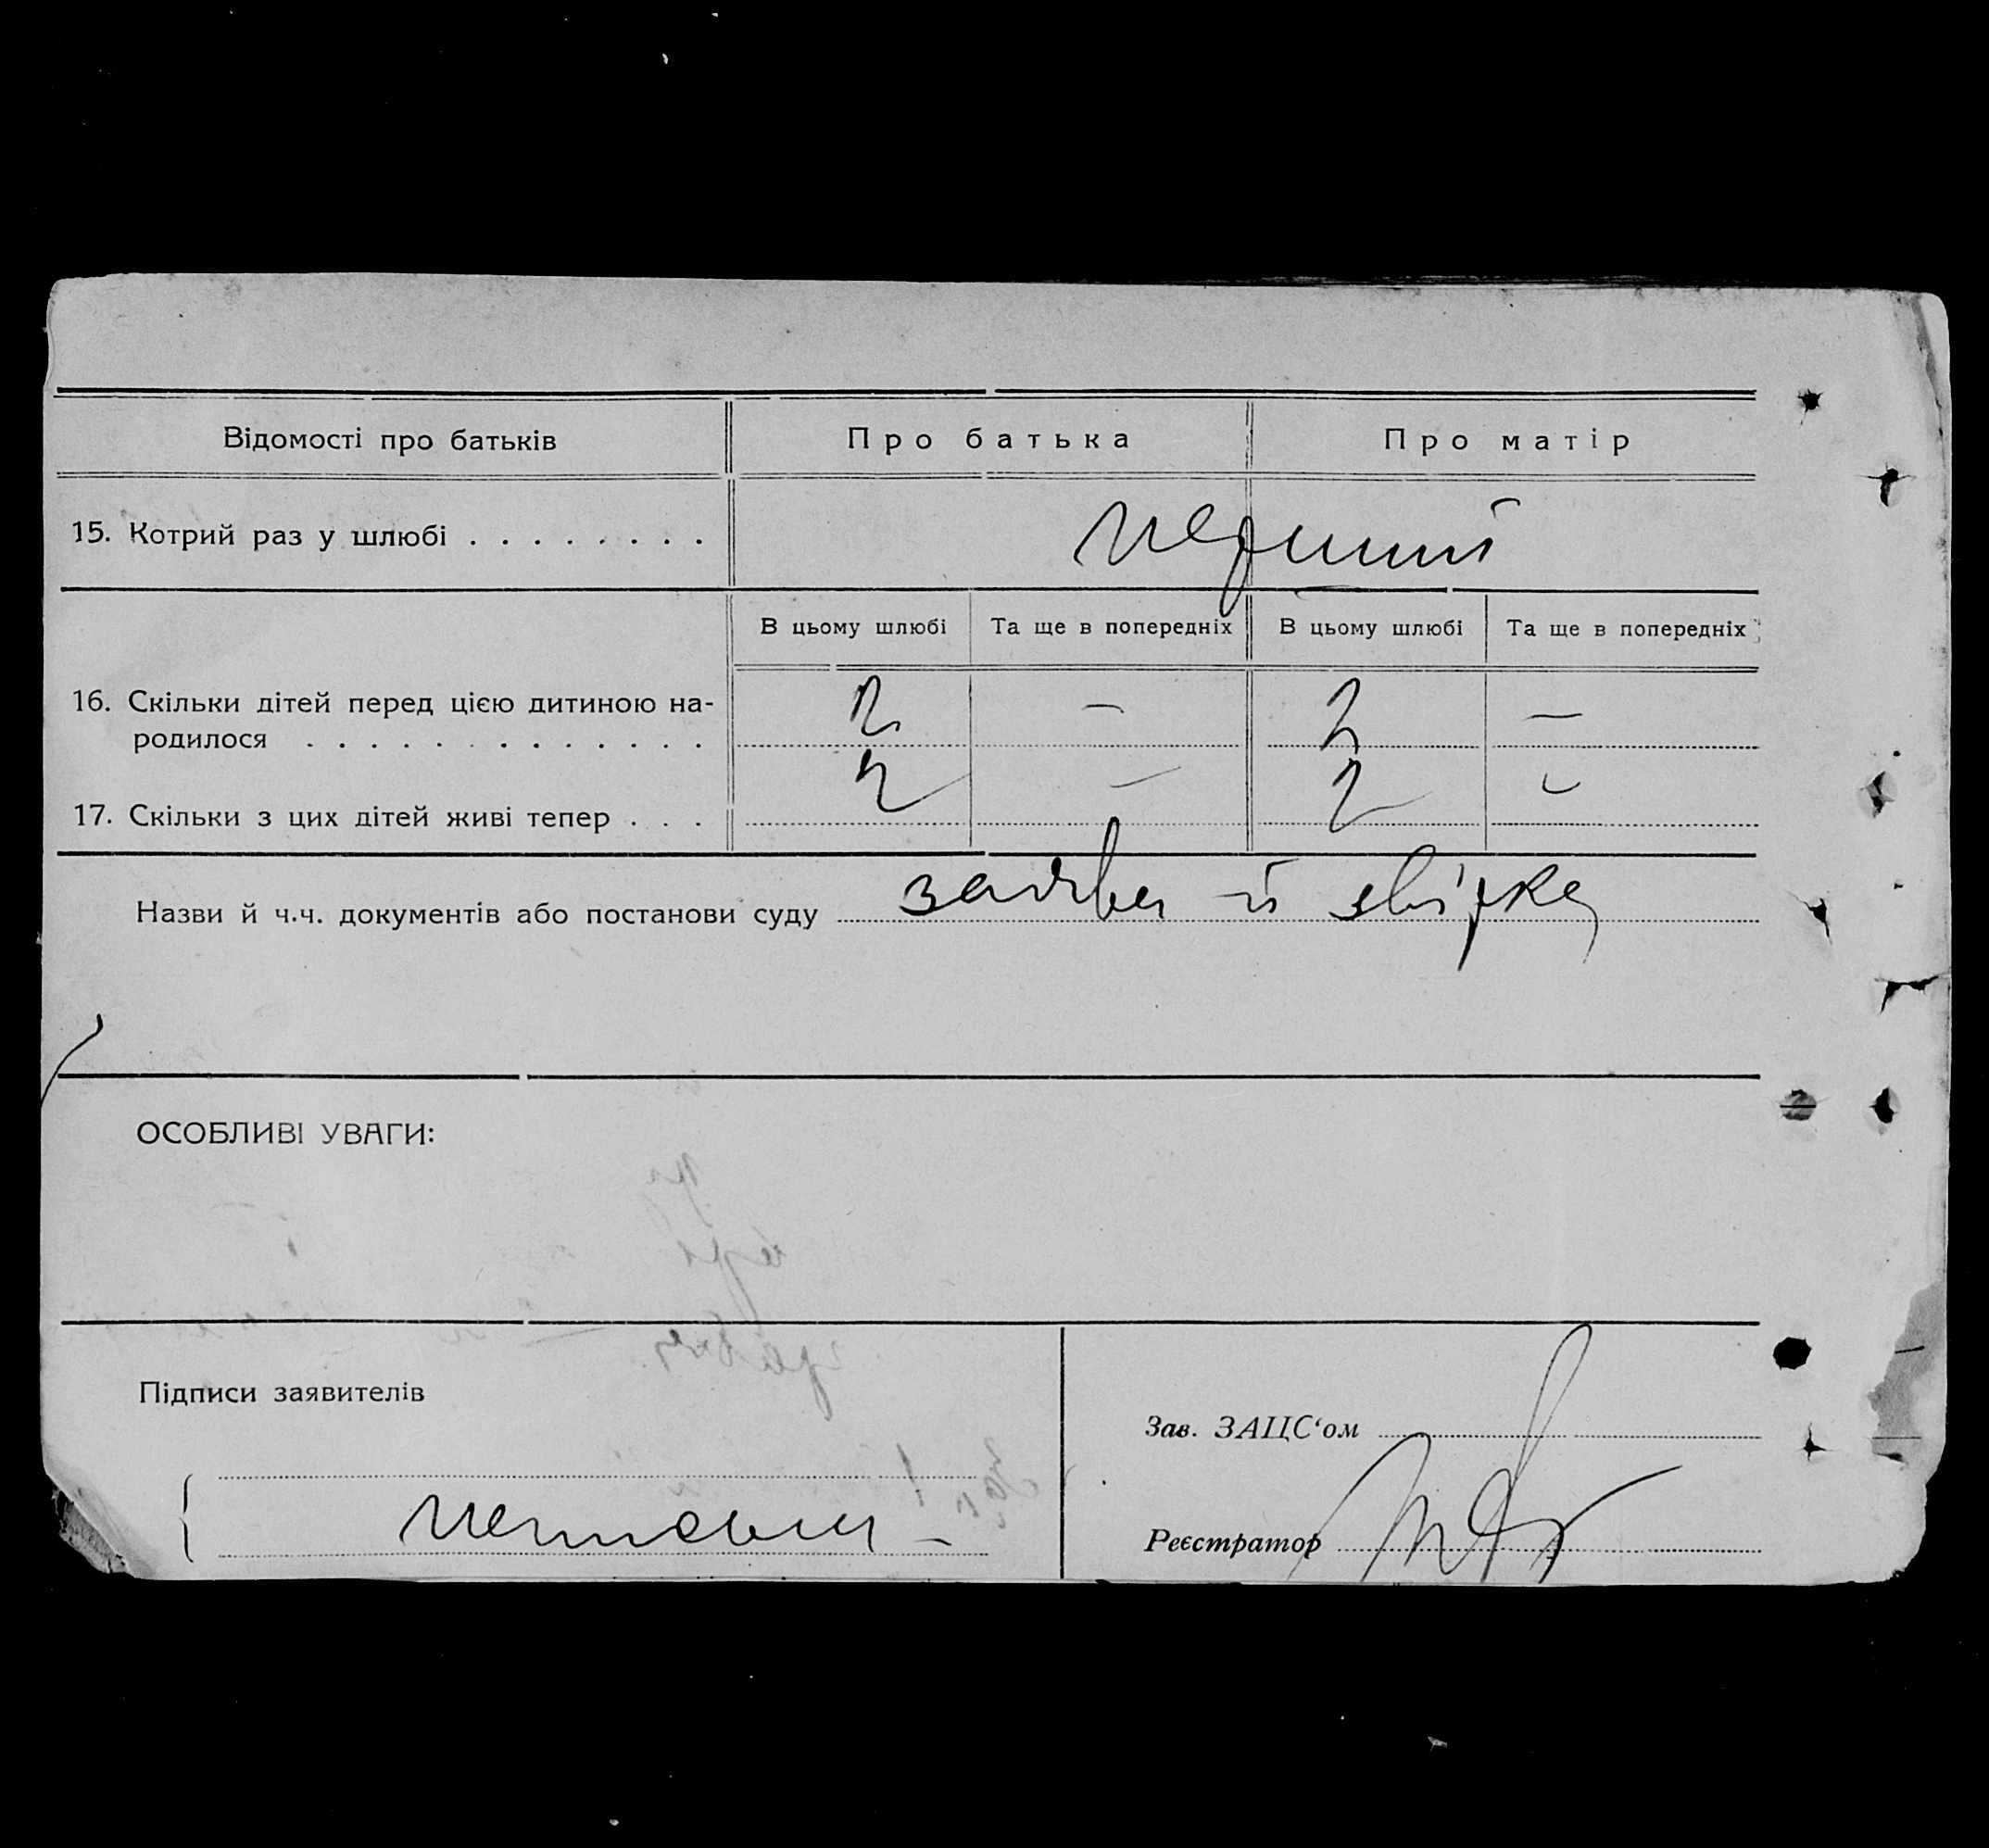 Відомості про батьків Про батька Про матір
15. Котрий раз у шлюбі . . . . . . . . перший
В цьому шлюбі Та ще в попередніх В цьому шлюбі Та ще в попередніх
16. Скільки дітей перед цією дитиною на- 2 — 2 —
родилося . . . . . . . . . . . . .
17. Скільки з цих дітей живі тепер . . . 2 — 2 —
Назви й ч.ч. документів або постанови суду заява й звірка
ОСОБЛИВІ УВАГИ:
Підписи заявителів
Зав. ЗАЦС‘ом
Реєстратор